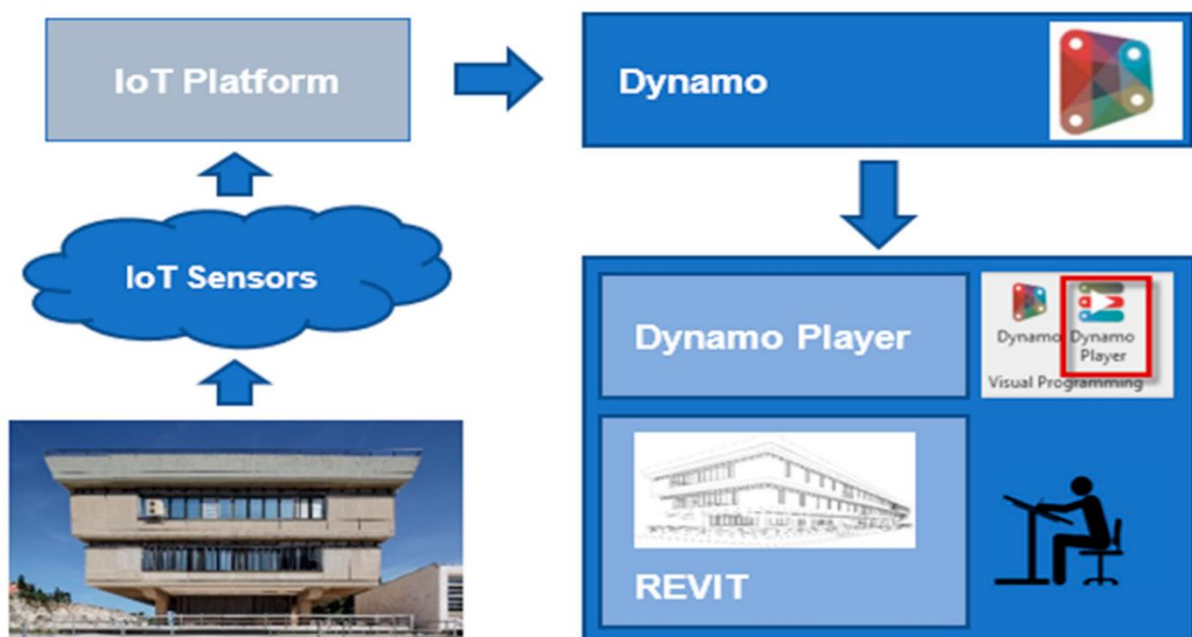 IoT Platform
Dynamo
IoT Sensors
Dynamo Player
Dynamo
Dynamo
Player
Visual Programming
REVIT